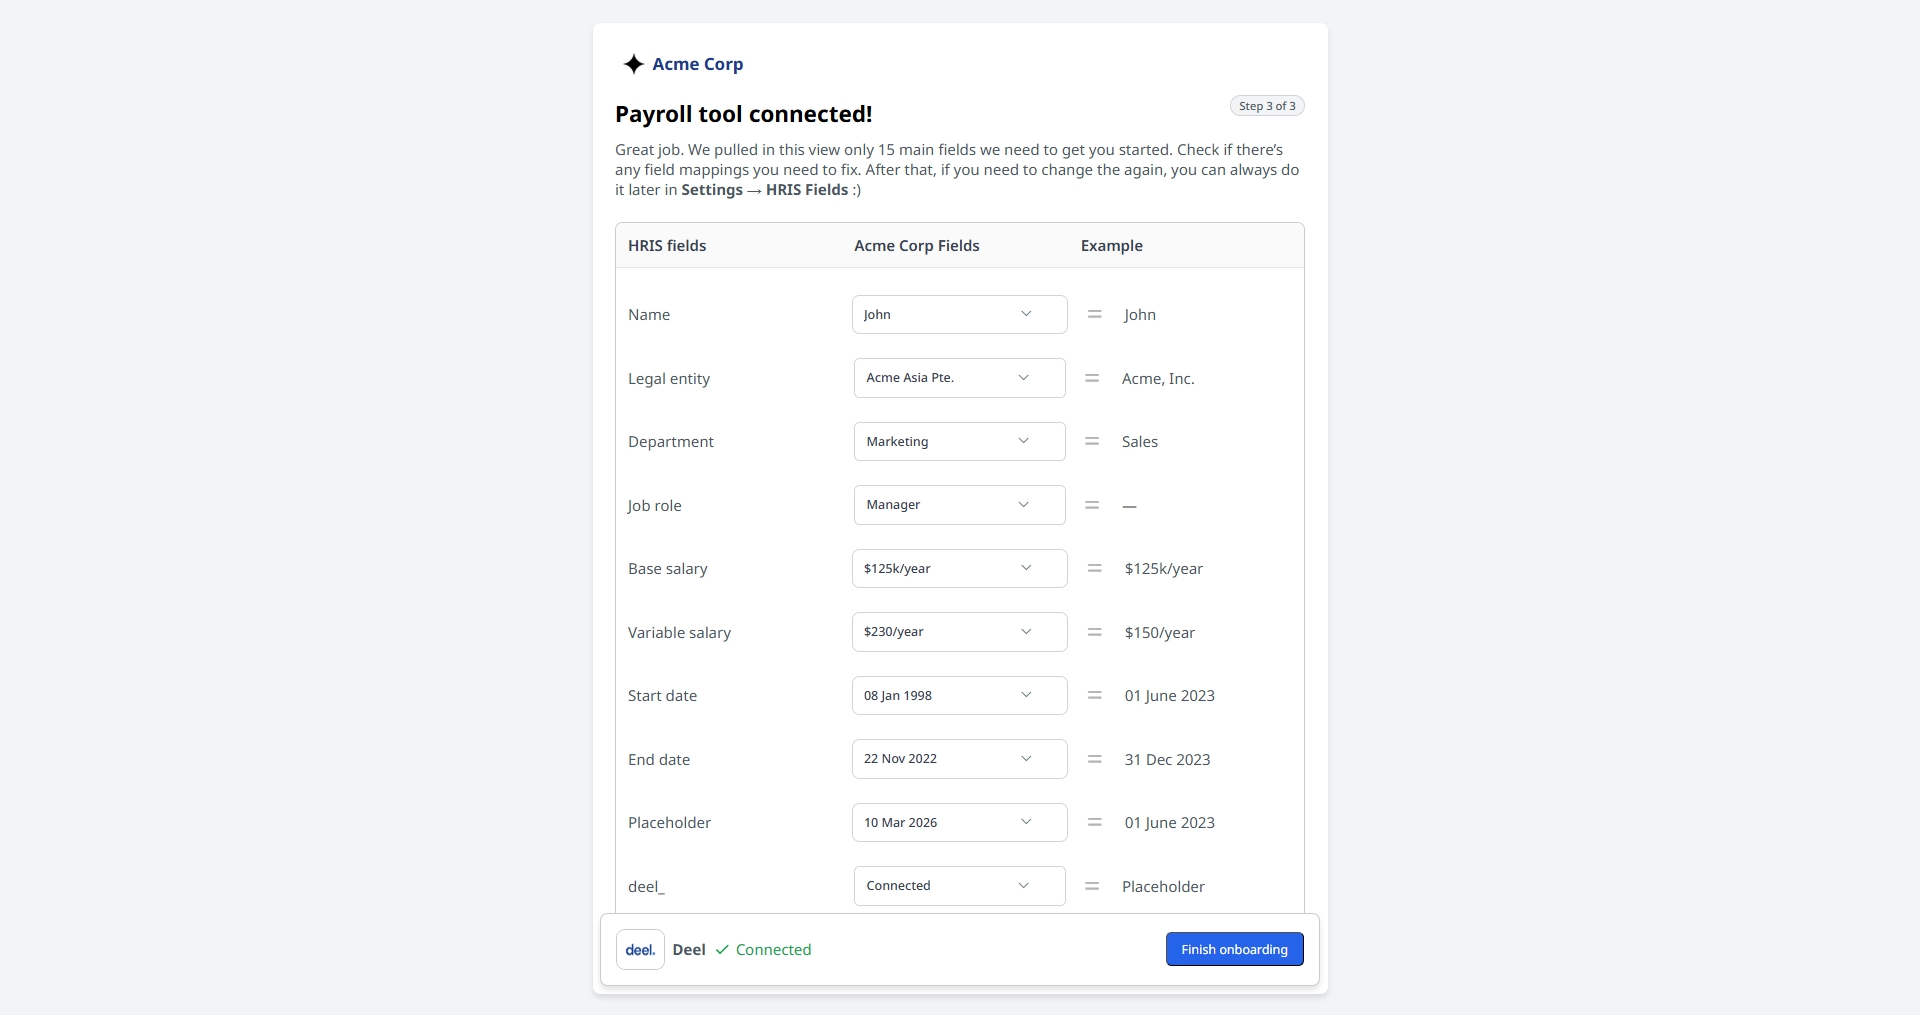 Acme Corp
Payroll tool connected!
Step 3 of 3
Great job. We pulled in this view only 15 main fields we need to get you started. Check if there's
any field mappings you need to fix. After that, if you need to change the again, you can always do
it later in Settings → HRIS Fields :)
HRIS fields Acme Corp Fields Example
Name John = John
Legal entity Acme Asia Pte. = Acme, Inc.
Department Marketing = Sales
Job role Manager = —
Base salary $125k/year = $125k/year
Variable salary $230/year = $150/year
Start date 08 Jan 1998 = 01 June 2023
End date 22 Nov 2022 = 31 Dec 2023
Placeholder 10 Mar 2026 = 01 June 2023
deel_ Connected = Placeholder
deel. Deel ✓ Connected Finish onboarding